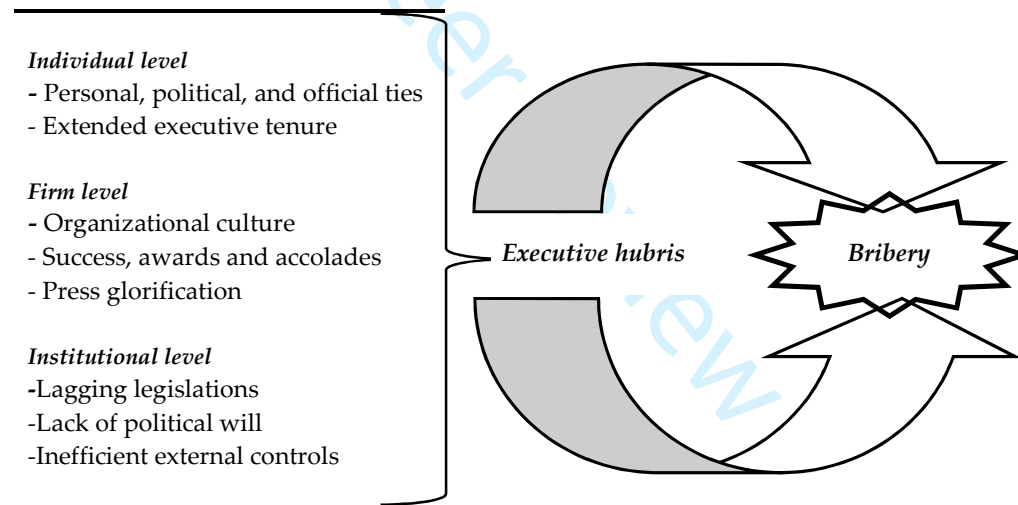 Individual level
- Personal, political, and official ties
- Extended executive tenure
Firm level
- Organizational culture
- Success, awards and accolades
- Press glorification
Executive hubris
Bribery
Institutional level
-Lagging legislations
-Lack of political will
-Inefficient external controls